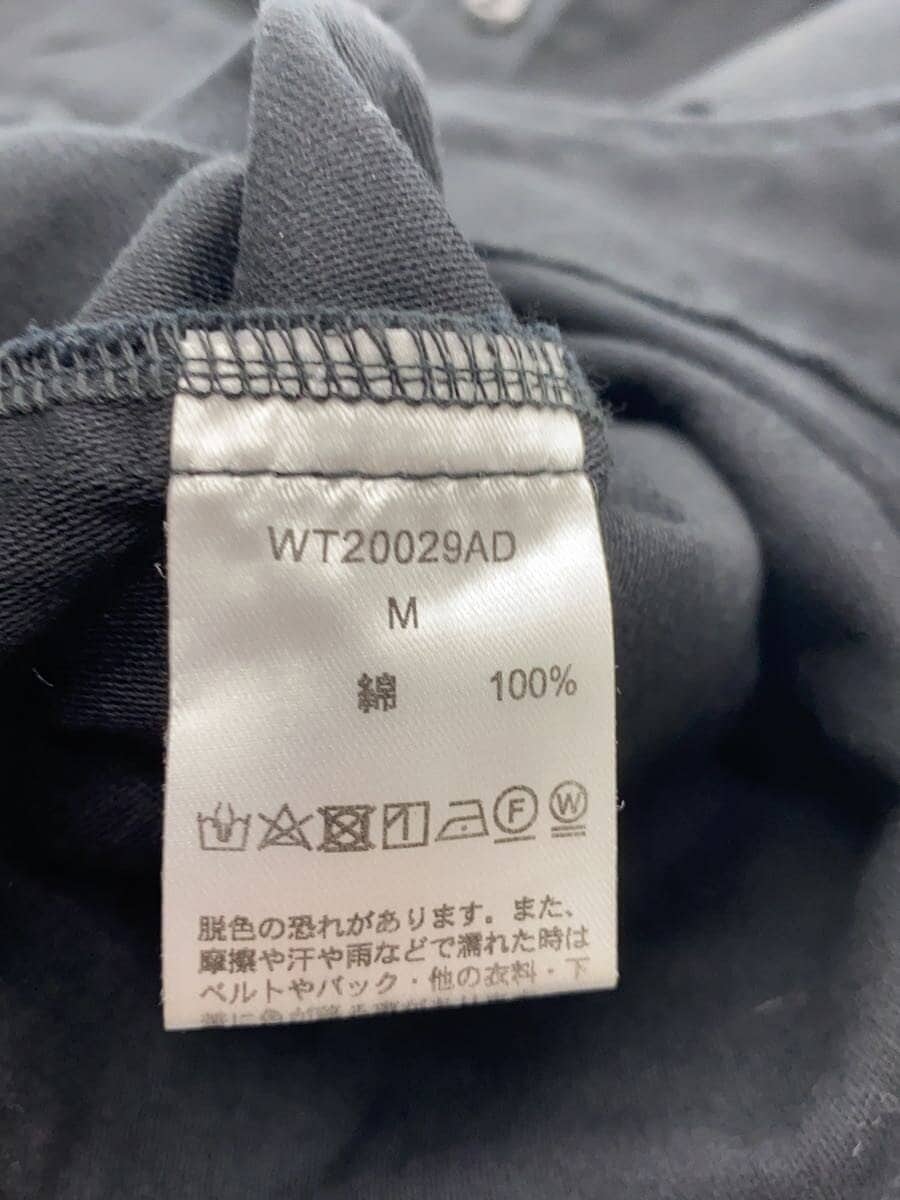 WT20029AD
M
綿 100%
F W
脱色の恐れがあります。また、
摩擦や汗や雨などで濡れた時は
ベルトやバック・他の衣料・下